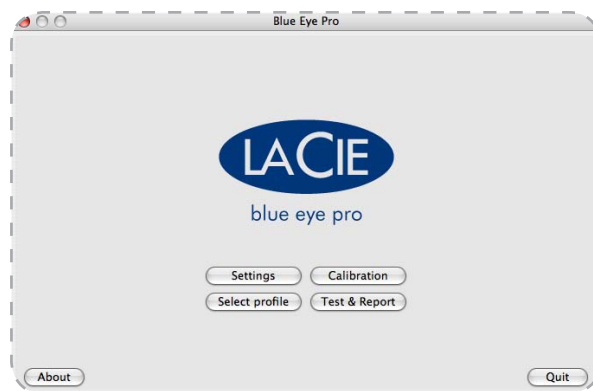 Blue Eye Pro
LACIE
blue eye pro
Settings Calibration
Select profile Test & Report
About Quit